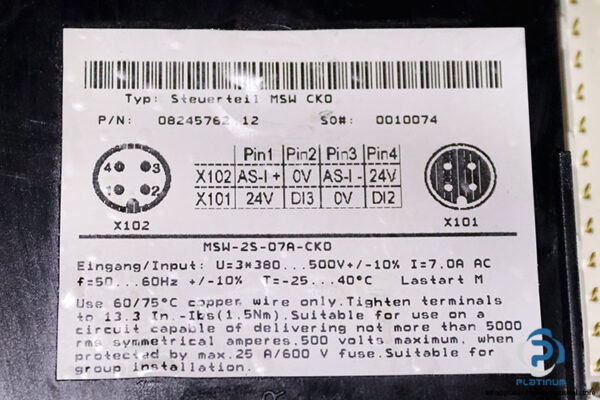 Typ: Steuerteil MSW CKO
P/N: 08245762.12 SO#: 0010074
Pin1 Pin2 Pin3 Pin4
X102 AS-I + 0V AS-I - 24V
X101 24V DI3 0V DI2
4 3
1 2
X102 X101
MSW-2S-07A-CKO
Eingang/Input: U=3*380...500V+/-10% I=7.0A AC
f=50...60Hz +/-10% T=-25...40°C Lastart M
Use 60/75°C copper wire only.Tighten terminals
to 13.3 In.-Lbs(1.5Nm).Suitable for use on a
circuit capable of delivering not more than 5000
rms symmetrical amperes,500 volts maximum, when
protected by max.25 A/600 V fuse.Suitable for
group installation.
PLATINUM